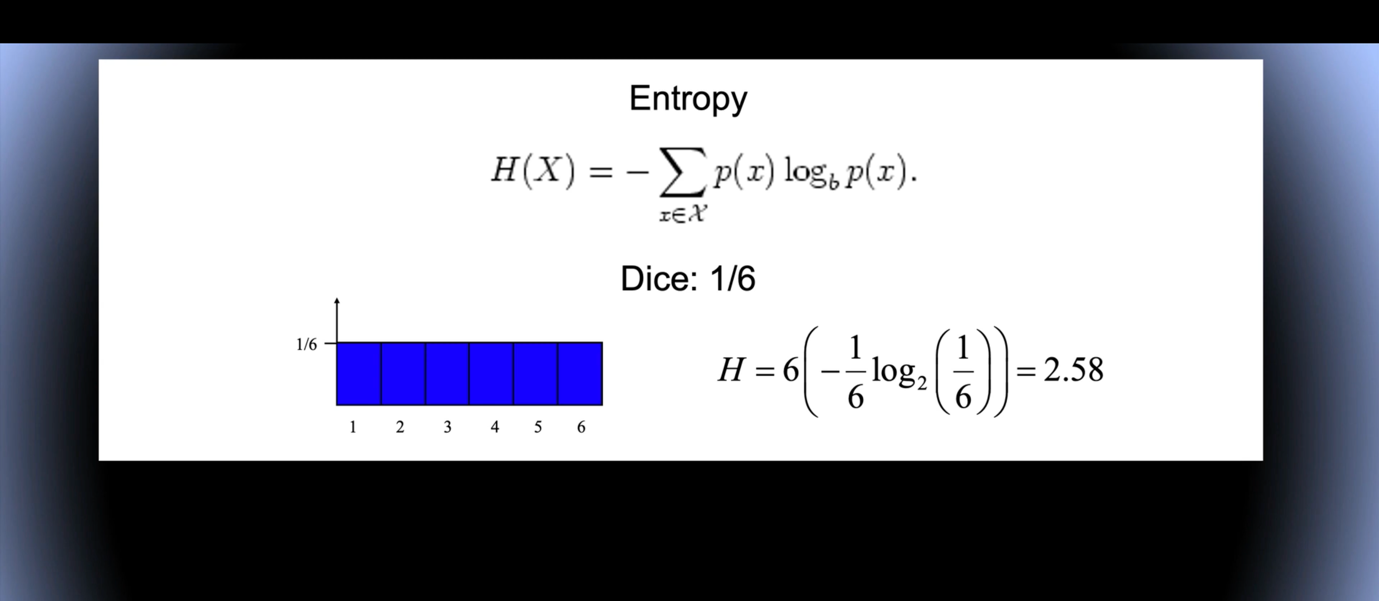 Entropy
H(X) = − ∑ p(x) log_b p(x).
x∈𝒳
Dice: 1/6
1/6
1 2 3 4 5 6
H = 6(−1/6 log₂(1/6)) = 2.58